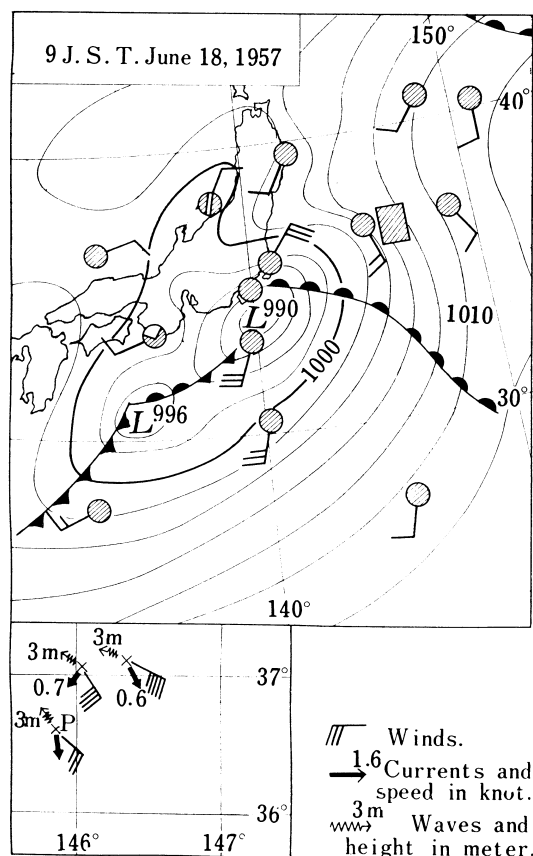 9 J. S. T. June 18, 1957
150°
40°
990
L
1010
1000
996
L
30°
140°
3m
3m
37°
0.7
0.6
3m P
Winds.
1.6 Currents and
speed in knot.
3m Waves and
height in meter.
36°
146° 147°